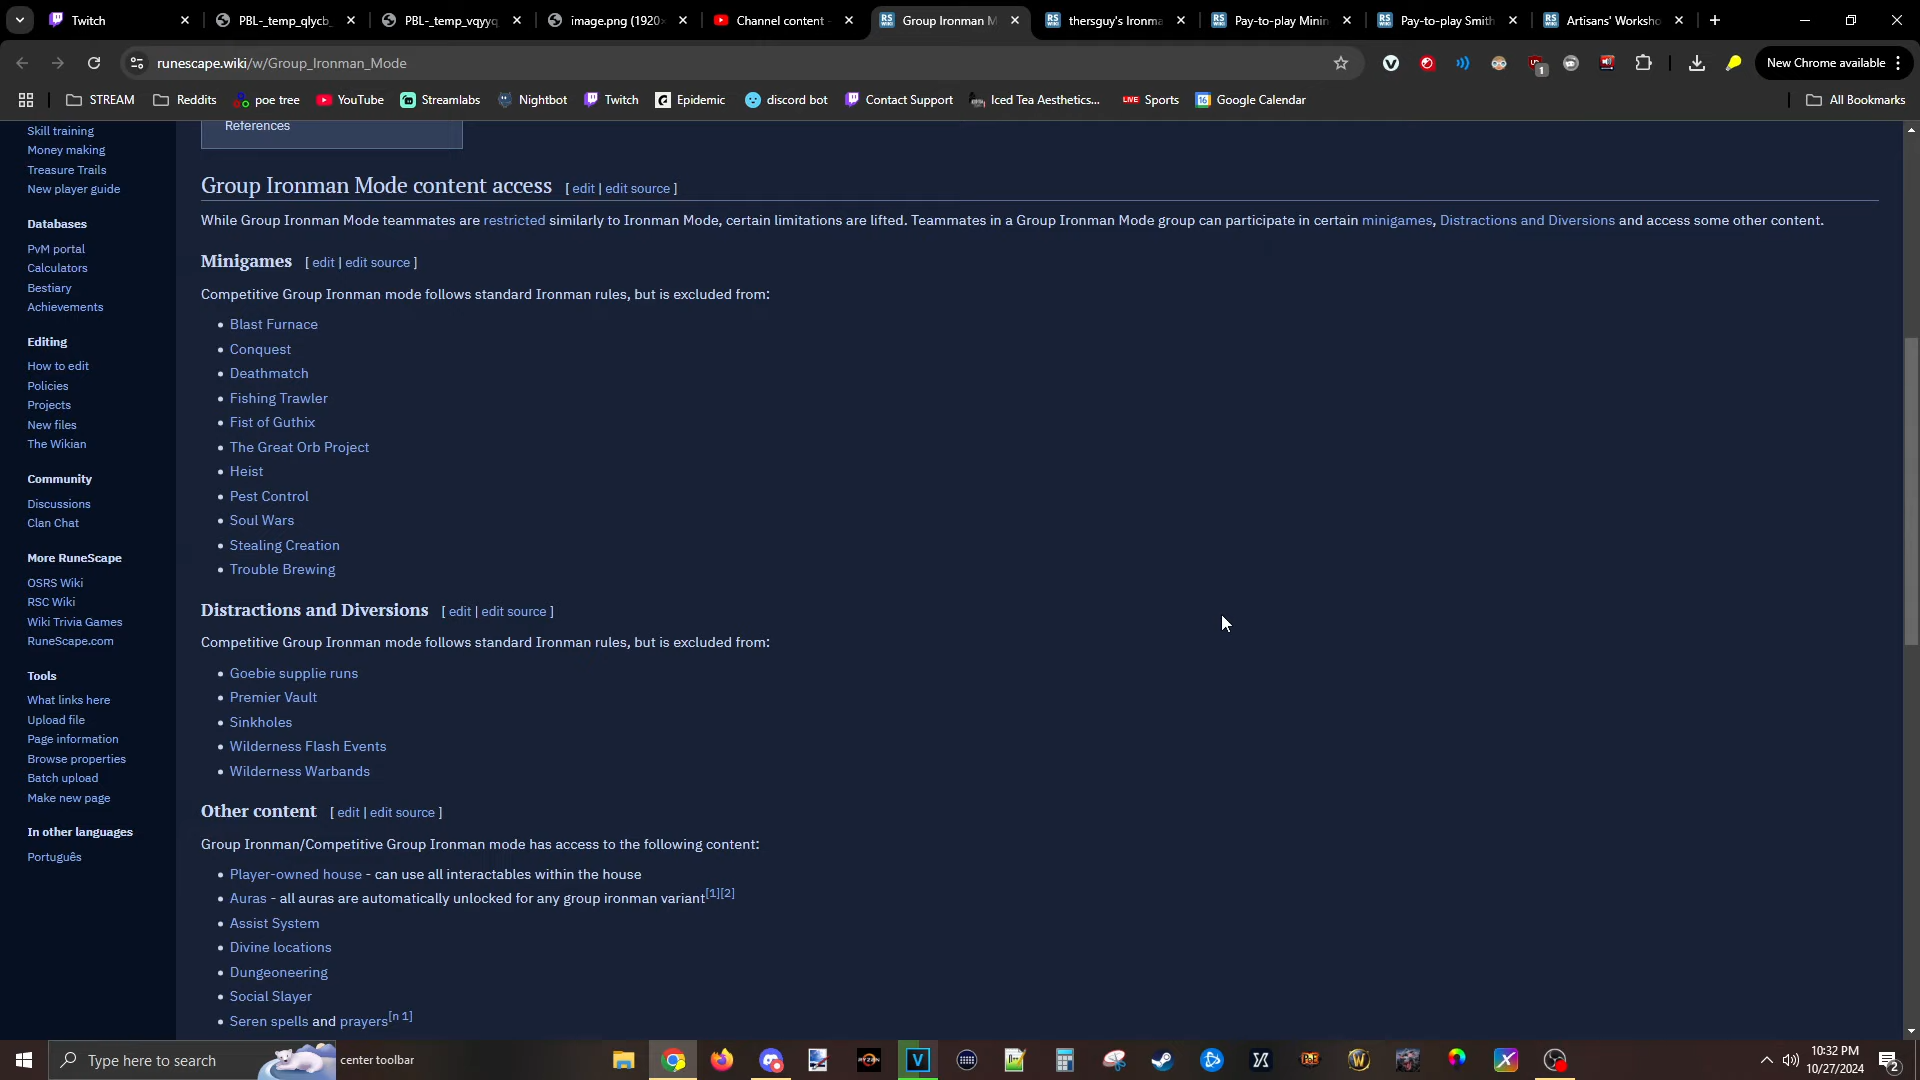 Twitch
PBL-_temp_qlycb_
PBL-_temp_vqyyq
image.png (1920×
Channel content -
Group Ironman M
thersguy's Ironma
Pay-to-play Minin
Pay-to-play Smith
Artisans' Worksho
runescape.wiki/w/Group_Ironman_Mode
New Chrome available
STREAM
Reddits
poe tree
YouTube
Streamlabs
Nightbot
Twitch
Epidemic
discord bot
Contact Support
Iced Tea Aesthetics...
LIVE Sports
Google Calendar
All Bookmarks
Skill training
Money making
Treasure Trails
New player guide
Databases
PvM portal
Calculators
Bestiary
Achievements
Editing
How to edit
Policies
Projects
New files
The Wikian
Community
Discussions
Clan Chat
More RuneScape
OSRS Wiki
RSC Wiki
Wiki Trivia Games
RuneScape.com
Tools
What links here
Upload file
Page information
Browse properties
Batch upload
Make new page
In other languages
Português
References
Group Ironman Mode content access [ edit | edit source ]
While Group Ironman Mode teammates are restricted similarly to Ironman Mode, certain limitations are lifted. Teammates in a Group Ironman Mode group can participate in certain minigames, Distractions and Diversions and access some other content.
Minigames [ edit | edit source ]
Competitive Group Ironman mode follows standard Ironman rules, but is excluded from:
• Blast Furnace
• Conquest
• Deathmatch
• Fishing Trawler
• Fist of Guthix
• The Great Orb Project
• Heist
• Pest Control
• Soul Wars
• Stealing Creation
• Trouble Brewing
Distractions and Diversions [ edit | edit source ]
Competitive Group Ironman mode follows standard Ironman rules, but is excluded from:
• Goebie supplie runs
• Premier Vault
• Sinkholes
• Wilderness Flash Events
• Wilderness Warbands
Other content [ edit | edit source ]
Group Ironman/Competitive Group Ironman mode has access to the following content:
• Player-owned house - can use all interactables within the house
• Auras - all auras are automatically unlocked for any group ironman variant[1][2]
• Assist System
• Divine locations
• Dungeoneering
• Social Slayer
• Seren spells and prayers[n 1]
Type here to search
center toolbar
10:32 PM
10/27/2024
2